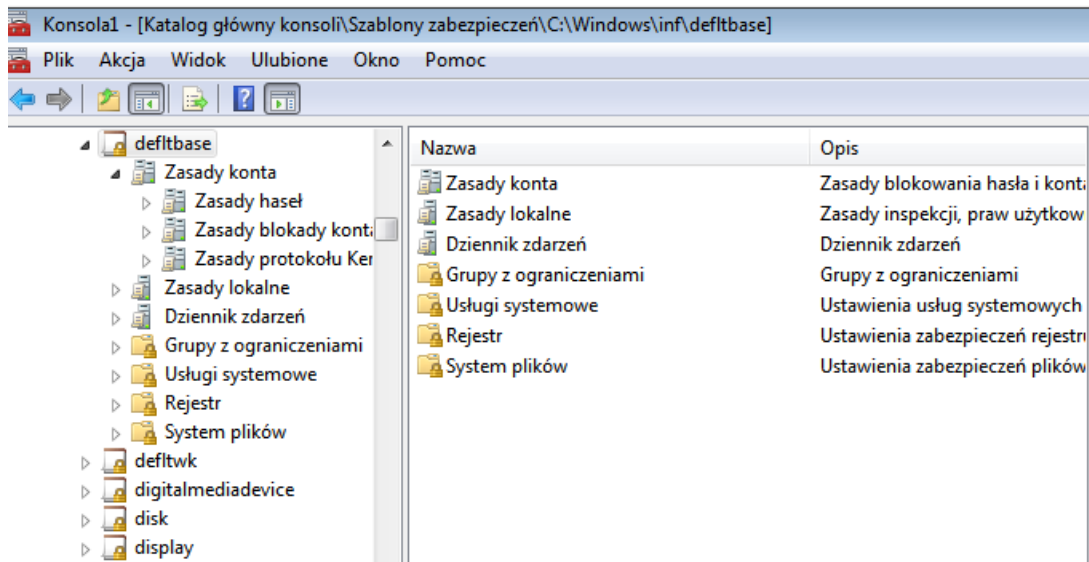 Konsola1 - [Katalog główny konsoli\Szablony zabezpieczeń\C:\Windows\inf\defltbase]
Plik Akcja Widok Ulubione Okno Pomoc
defltbase
Zasady konta
Zasady haseł
Zasady blokady konta
Zasady protokołu Ker
Zasady lokalne
Dziennik zdarzeń
Grupy z ograniczeniami
Usługi systemowe
Rejestr
System plików
defltwk
digitalmediadevice
disk
display
Nazwa Opis
Zasady konta Zasady blokowania hasła i konta
Zasady lokalne Zasady inspekcji, praw użytkow
Dziennik zdarzeń Dziennik zdarzeń
Grupy z ograniczeniami Grupy z ograniczeniami
Usługi systemowe Ustawienia usług systemowych
Rejestr Ustawienia zabezpieczeń rejestru
System plików Ustawienia zabezpieczeń plików